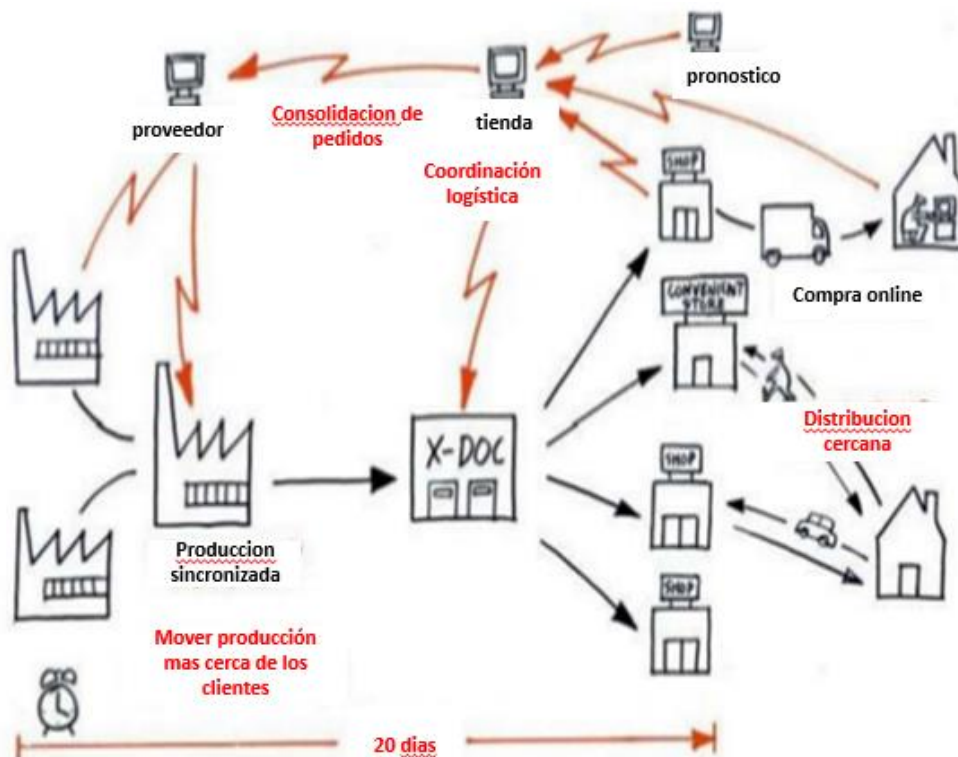 pronostico
proveedor
Consolidacion de
pedidos
tienda
Coordinación
logística
SHOP
Compra online
CONVENIENT
STORE
Distribucion
cercana
X-DOC
SHOP
Produccion
sincronizada
SHOP
Mover producción
mas cerca de los
clientes
20 dias